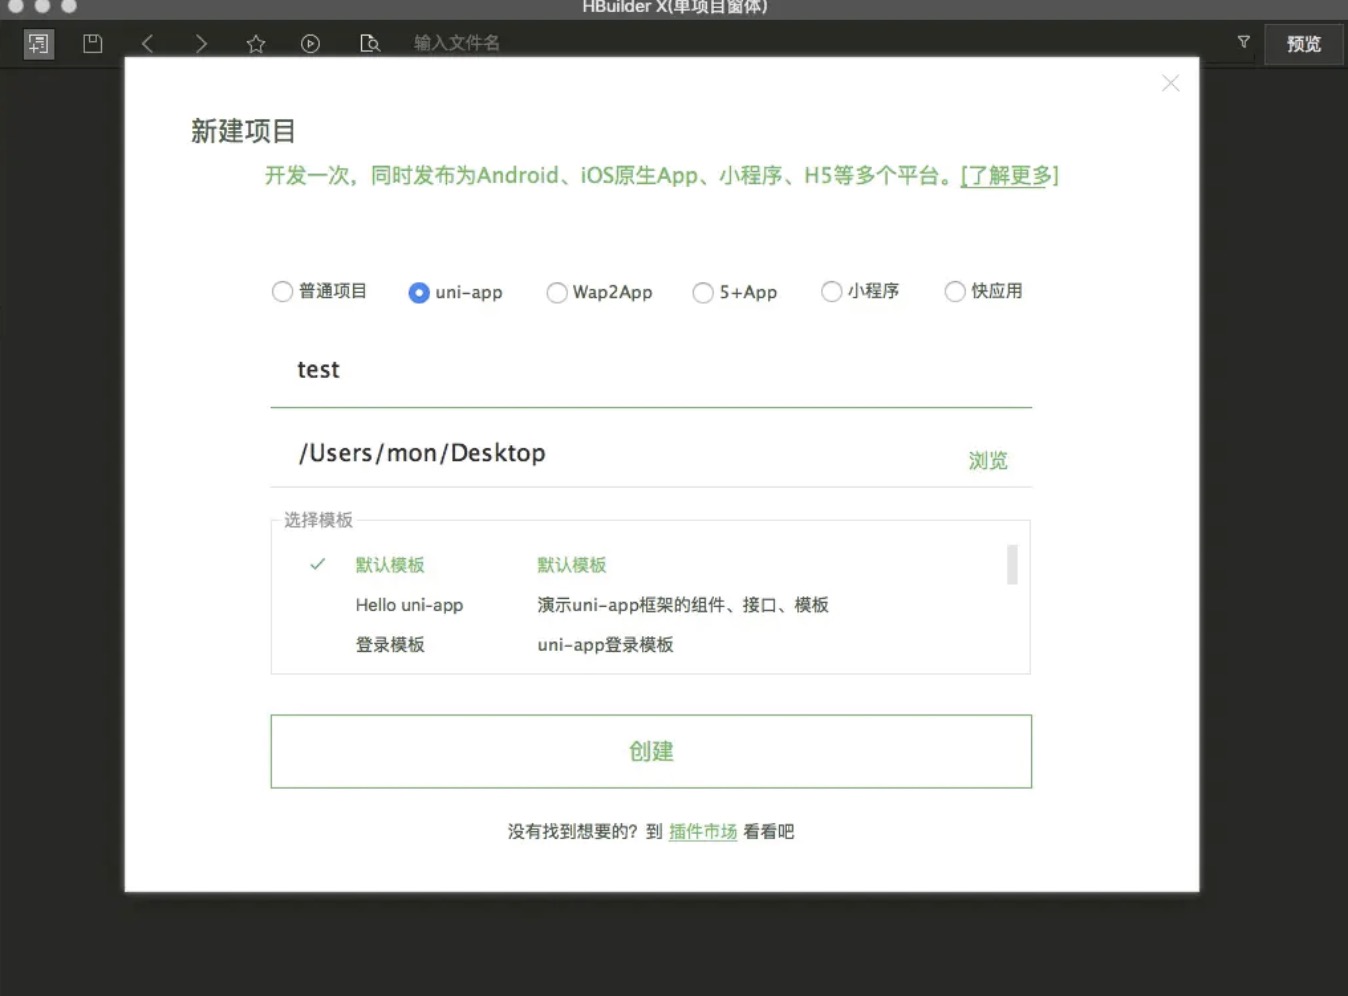 HBuilder X(单项目窗体)
输入文件名
预览
新建项目
开发一次，同时发布为Android、iOS原生App、小程序、H5等多个平台。[了解更多]
普通项目 uni-app Wap2App 5+App 小程序 快应用
test
/Users/mon/Desktop 浏览
选择模板
默认模板 默认模板
Hello uni-app 演示uni-app框架的组件、接口、模板
登录模板 uni-app登录模板
创建
没有找到想要的？到 插件市场 看看吧